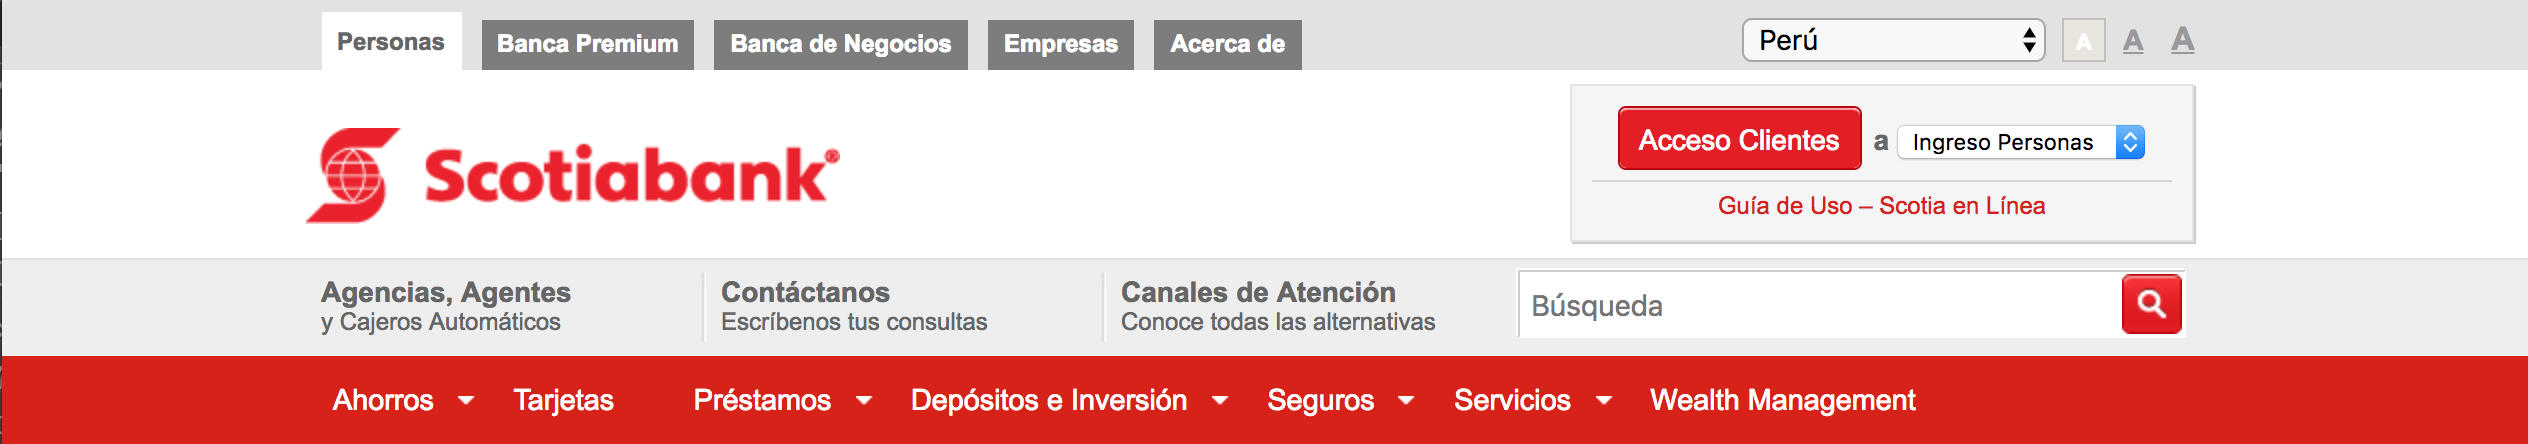 Personas
Banca Premium
Banca de Negocios
Empresas
Acerca de
Perú
A
A
A
Scotiabank®
Acceso Clientes a Ingreso Personas
Guía de Uso – Scotia en Línea
Agencias, Agentes
y Cajeros Automáticos
Contáctanos
Escríbenos tus consultas
Canales de Atención
Conoce todas las alternativas
Búsqueda
Ahorros
Tarjetas
Préstamos
Depósitos e Inversión
Seguros
Servicios
Wealth Management